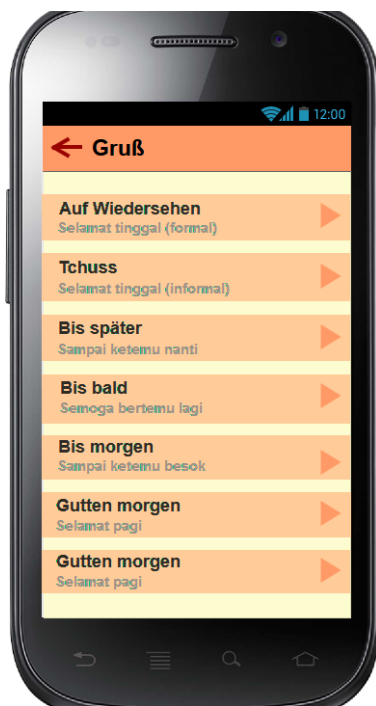 12:00
Gruß
Auf Wiedersehen
Selamat tinggal (formal)
Tchuss
Selamat tinggal (informal)
Bis später
Sampai ketemu nanti
Bis bald
Semoga bertemu lagi
Bis morgen
Sampai ketemu besok
Gutten morgen
Selamat pagi
Gutten morgen
Selamat pagi